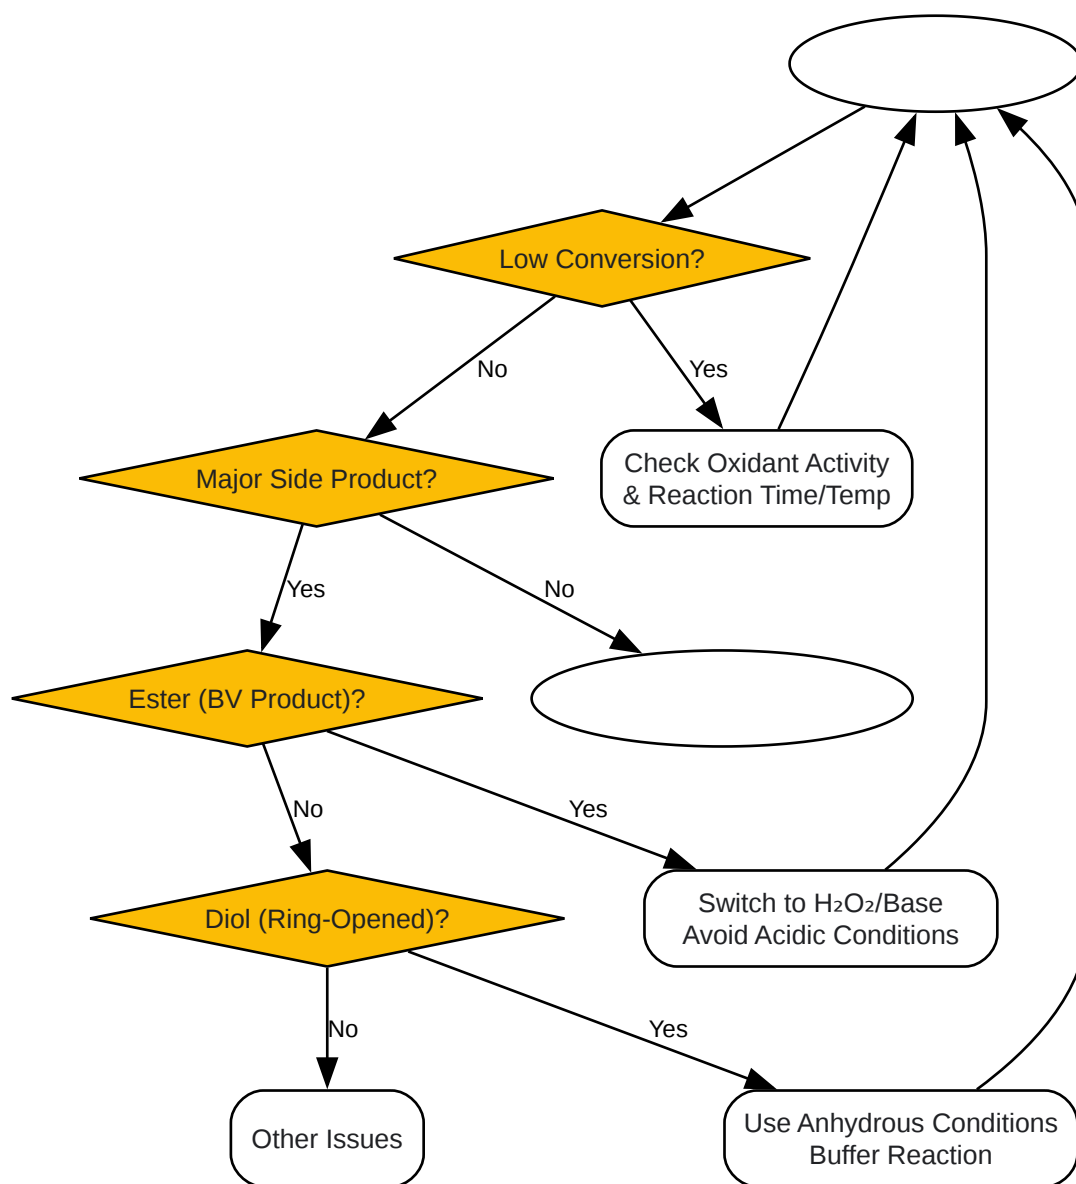 Low Conversion?
No
Yes
Major Side Product?
Check Oxidant Activity
& Reaction Time/Temp
Yes
No
Ester (BV Product)?
No
Yes
Diol (Ring-Opened)?
Switch to H₂O₂/Base
Avoid Acidic Conditions
No
Yes
Other Issues
Use Anhydrous Conditions
Buffer Reaction